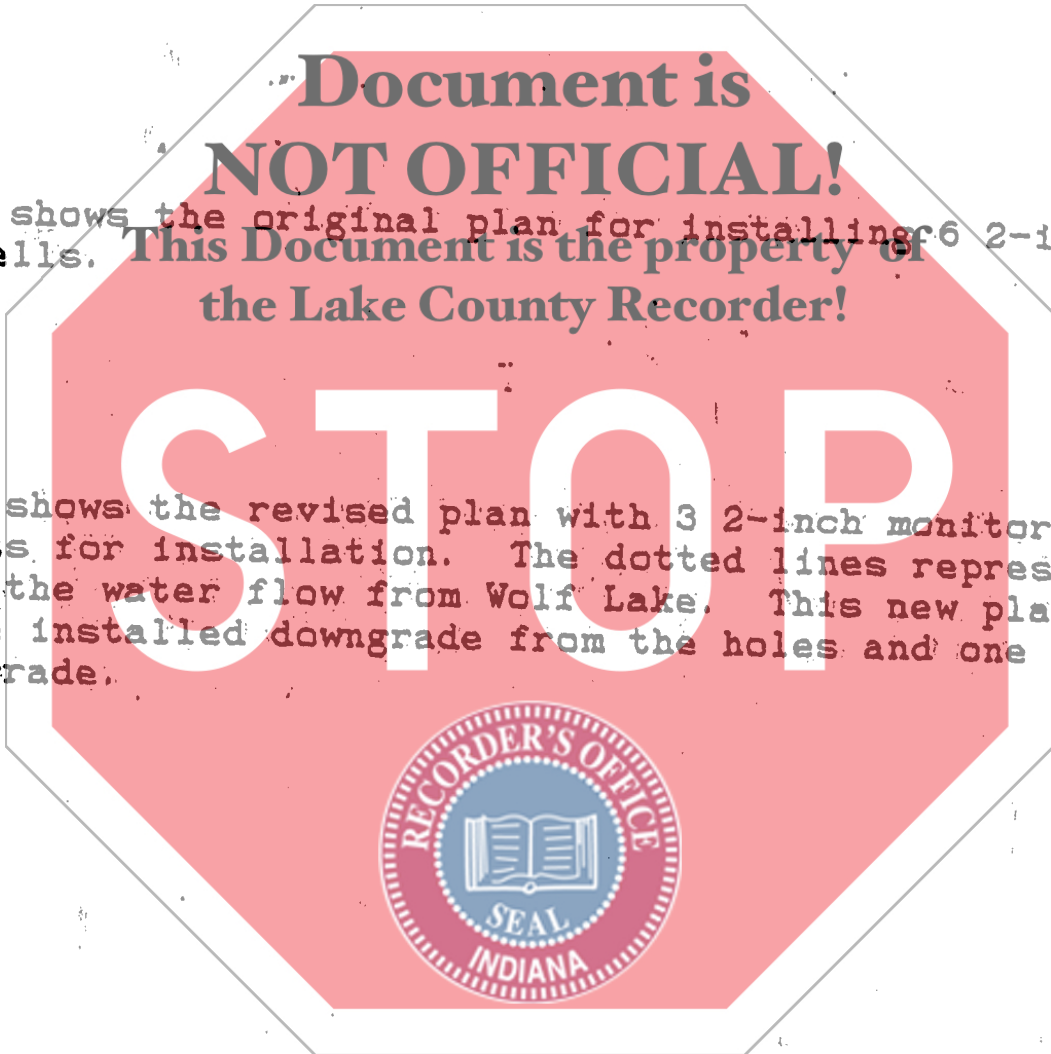 Document is
NOT OFFICIAL!
shows the original plan for installing 6 2-i
This Document is the property of
ells.
the Lake County Recorder!
STOP
shows the revised plan with 3 2-inch monitor
s for installation. The dotted lines repres
the water flow from Wolf Lake. This new pla
installed downgrade from the holes and one
rade.
RECORDER'S OFFICE
SEAL
INDIANA